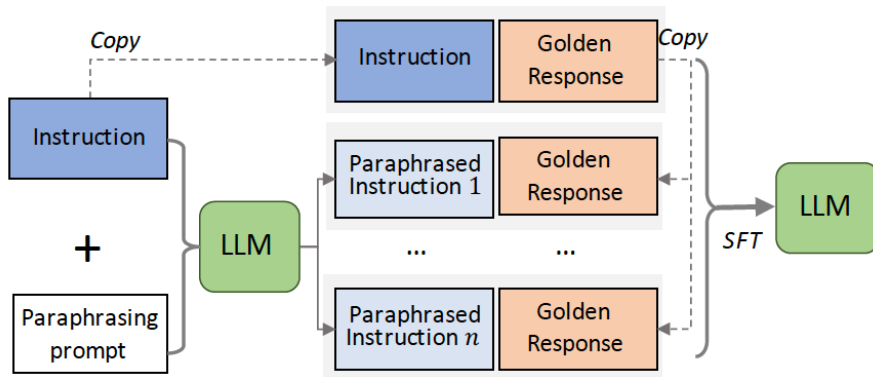 Copy
Instruction
Golden
Response
Copy
Instruction
+
Paraphrasing
prompt
LLM
Paraphrased
Instruction 1
Golden
Response
...
...
Paraphrased
Instruction n
Golden
Response
SFT
LLM